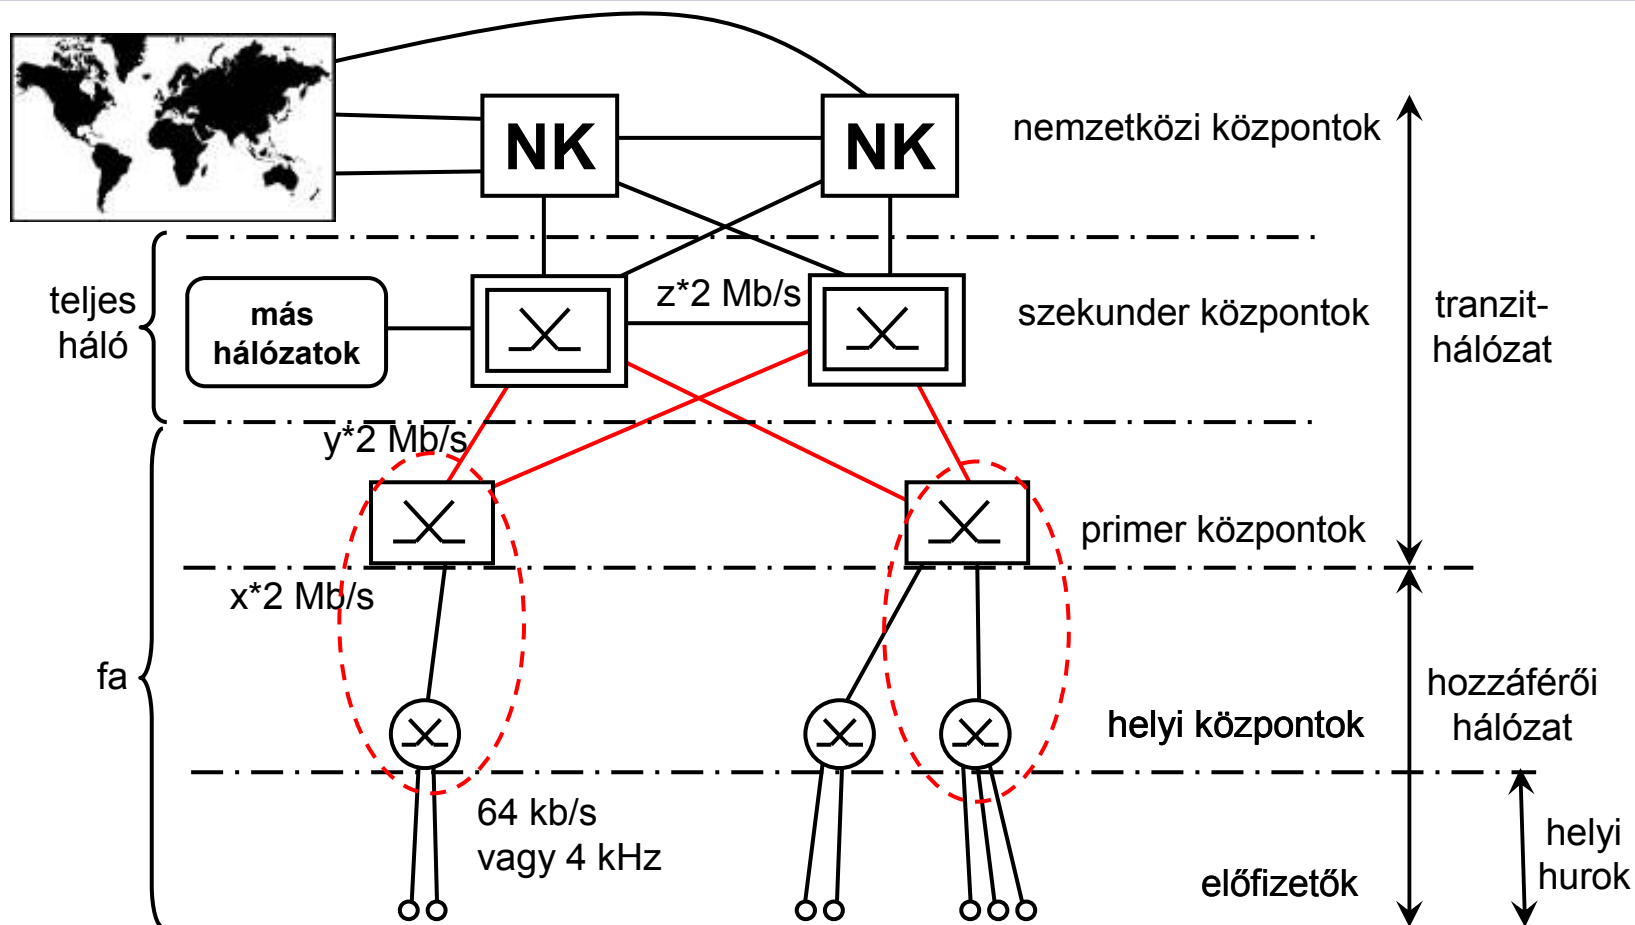 NK
NK
nemzetközi központok
teljes
háló
más
hálózatok
z*2 Mb/s
szekunder központok
tranzit-
hálózat
y*2 Mb/s
primer központok
x*2 Mb/s
fa
helyi központok
hozzáférői
hálózat
64 kb/s
vagy 4 kHz
előfizetők
helyi
hurok